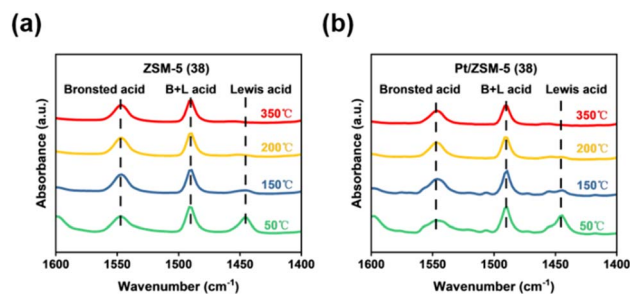 (a)
ZSM-5 (38)
Bronsted acid B+L acid Lewis acid
350℃
200℃
150℃
50℃
Absorbance (a.u.)
1600 1550 1500 1450 1400
Wavenumber (cm⁻¹)
(b)
Pt/ZSM-5 (38)
Bronsted acid B+L acid Lewis acid
350℃
200℃
150℃
50℃
Absorbance (a.u.)
1600 1550 1500 1450 1400
Wavenumber (cm⁻¹)